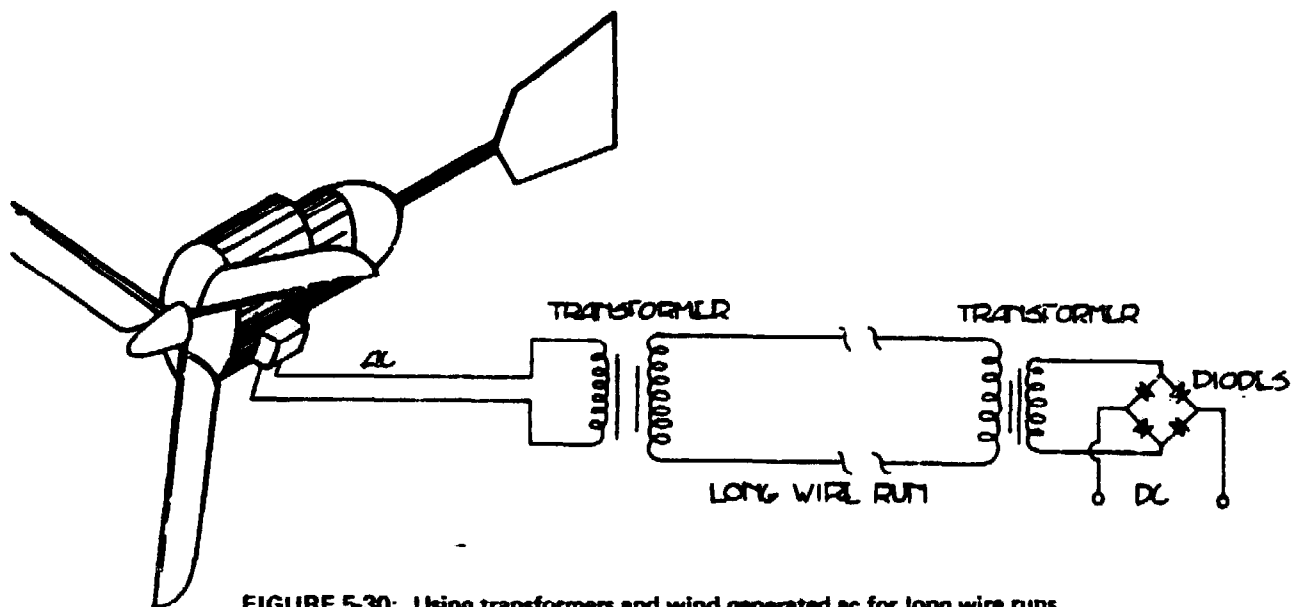 TRANSFORMER
TRANSFORMER
AC
DIODES
LONG WIRE RUN
DC
FIGURE 5-30: Using transformers and wind generated ac for long wire runs